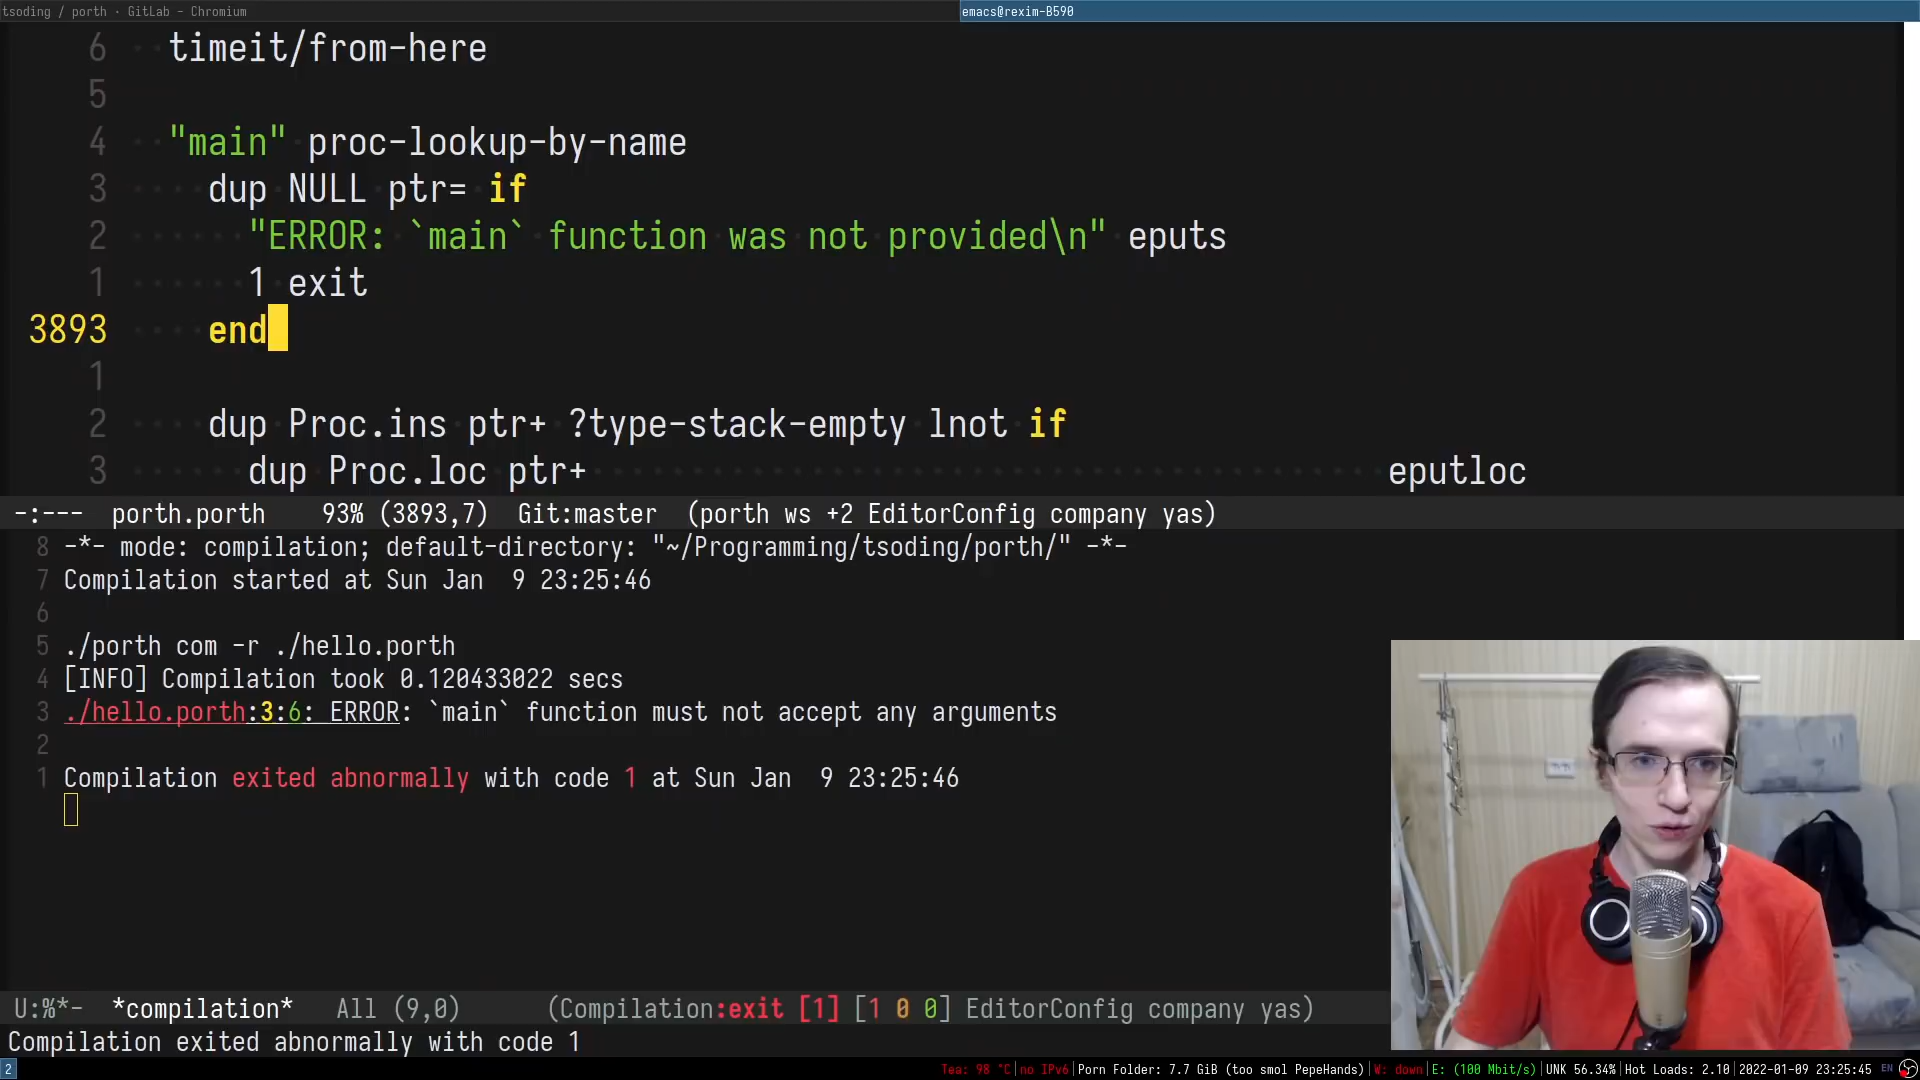 tsoding / porth · GitLab - Chromium
emacs@rexim-B590
6 timeit/from-here
5
4 "main" proc-lookup-by-name
3 dup NULL ptr= if
2 "ERROR: `main` function was not provided\n" eputs
1 1 exit
3893 end
1
2 dup Proc.ins ptr+ ?type-stack-empty lnot if
3 dup Proc.loc ptr+ eputloc
-:--- porth.porth 93% (3893,7) Git:master (porth ws +2 EditorConfig company yas)
8 -*- mode: compilation; default-directory: "~/Programming/tsoding/porth/" -*-
7 Compilation started at Sun Jan  9 23:25:46
6
5 ./porth com -r ./hello.porth
4 [INFO] Compilation took 0.120433022 secs
3 ./hello.porth:3:6: ERROR: `main` function must not accept any arguments
2
1 Compilation exited abnormally with code 1 at Sun Jan  9 23:25:46
U:%*- *compilation* All (9,0) (Compilation:exit [1] [1 0 0] EditorConfig company yas)
Compilation exited abnormally with code 1
2 Tea: 98 °C|no IPv6|Porn Folder: 7.7 GiB (too smol PepeHands)|W: down|E: (100 Mbit/s)|UNK 56.34%|Hot Loads: 2.10|2022-01-09 23:25:45 EN